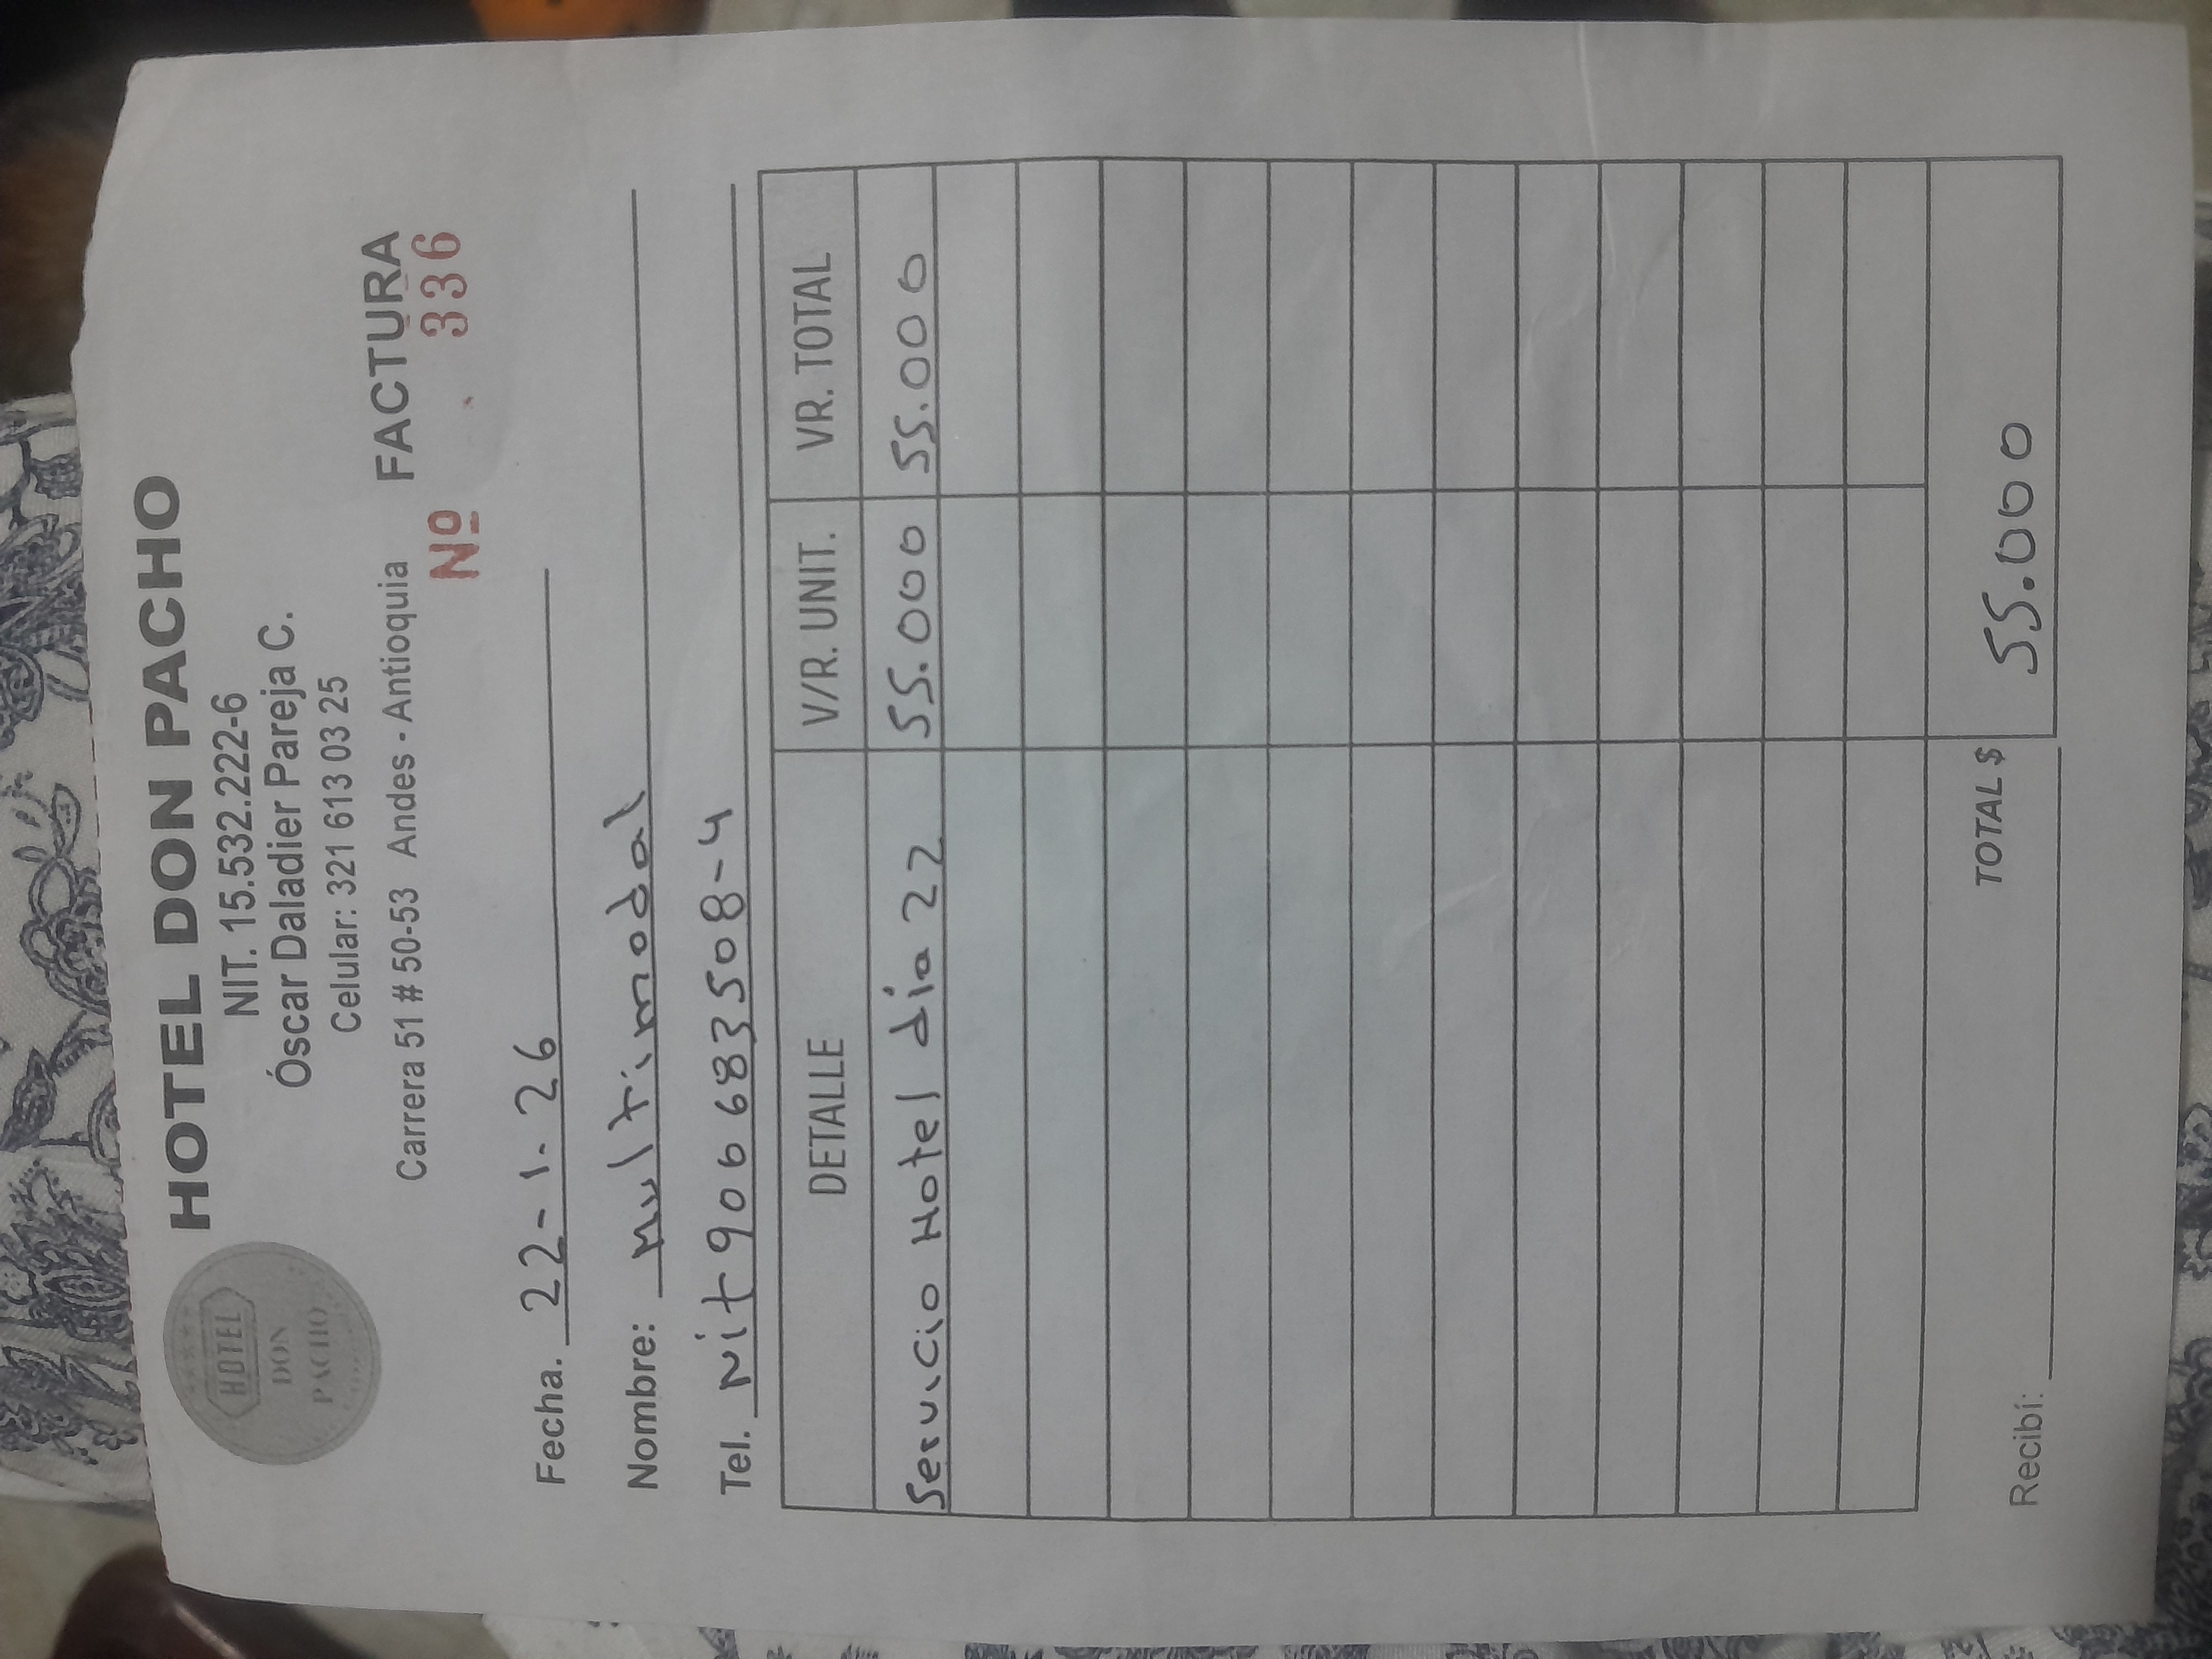 HOTEL
DON
PACHO
HOTEL DON PACHO
NIT. 15.532.222-6
Óscar Daladier Pareja C.
Celular: 321 613 03 25
Carrera 51 # 50-53 Andes - Antioquia
FACTURA
Nº 336
Fecha. 22-1-26
Nombre: Multimodal
Tel. Nit 906683508-4
DETALLE V/R. UNIT. VR. TOTAL
Servicio Hotel día 22 55.000 55.000
TOTAL $ 55.000
Recibí: